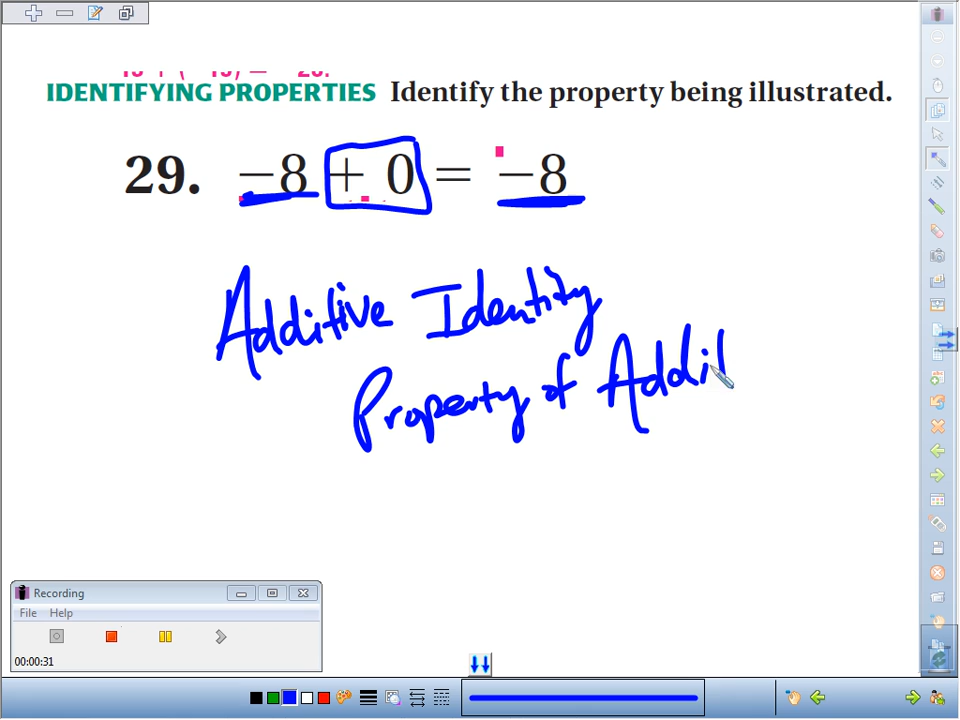 IDENTIFYING PROPERTIES Identify the property being illustrated.
29. −8 + 0 = −8
Additive Identity
Property of Addi
Recording
File Help
00:00:31